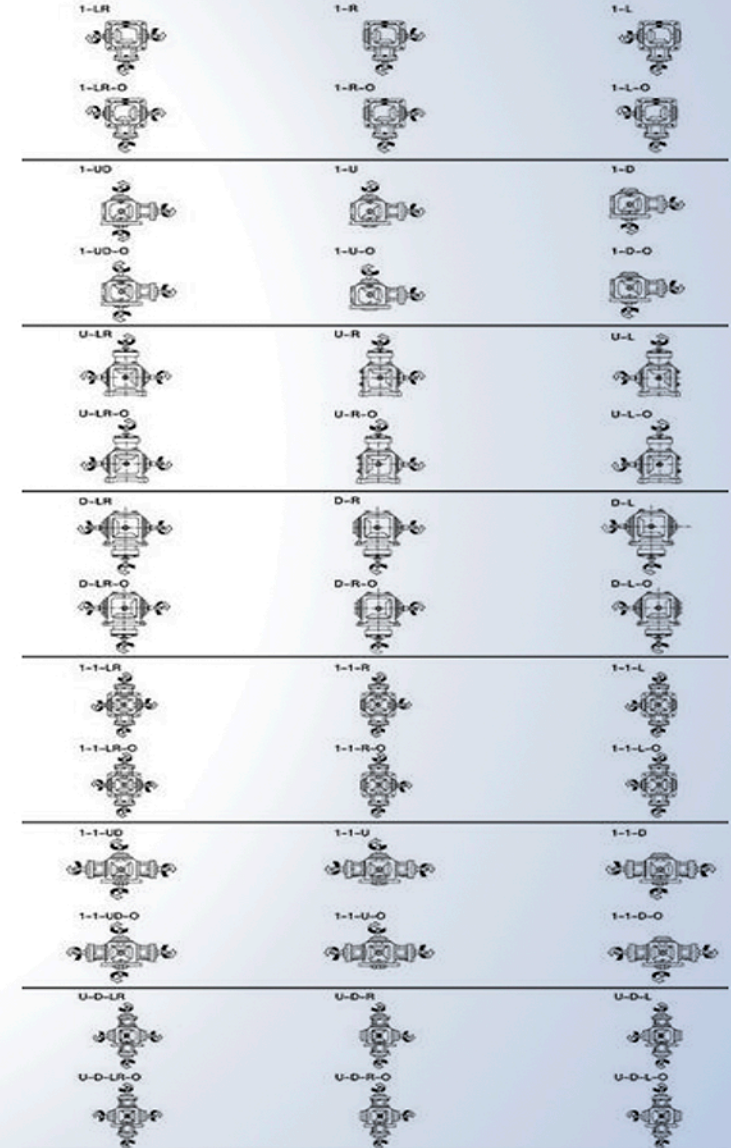 1-LR 1-R 1-L
1-LR-O 1-R-O 1-L-O
1-UD 1-U 1-D
1-UD-O 1-U-O 1-D-O
U-LR U-R U-L
U-LR-O U-R-O U-L-O
D-LR D-R D-L
D-LR-O D-R-O D-L-O
1-1-LR 1-1-R 1-1-L
1-1-LR-O 1-1-R-O 1-1-L-O
1-1-UD 1-1-U 1-1-D
1-1-UD-O 1-1-U-O 1-1-D-O
U-D-LR U-D-R U-D-L
U-D-LR-O U-D-R-O U-D-L-O